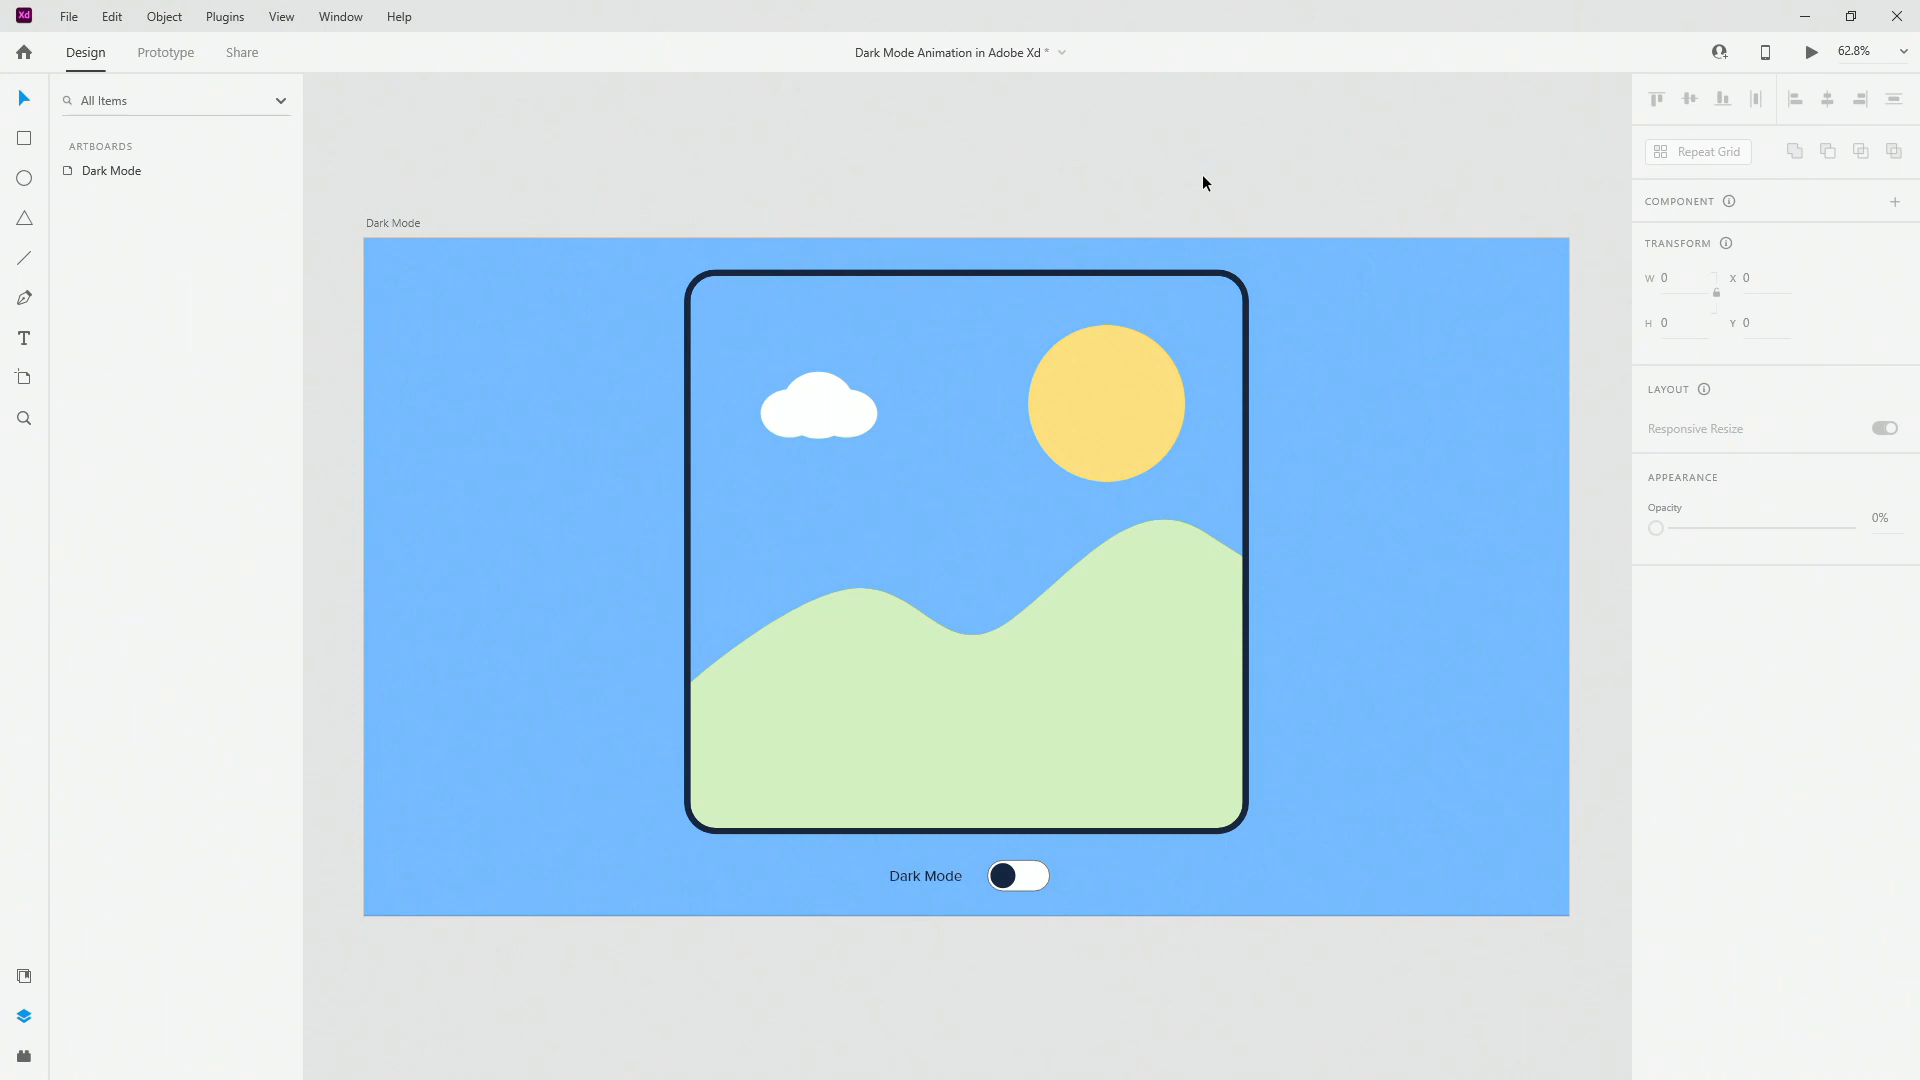 Xd File Edit Object Plugins View Window Help
Design Prototype Share Dark Mode Animation in Adobe Xd * 62.8%
All Items
ARTBOARDS
Dark Mode
Dark Mode
Dark Mode
Repeat Grid
COMPONENT
TRANSFORM
W 0 X 0
H 0 Y 0
LAYOUT
Responsive Resize
APPEARANCE
Opacity
0%